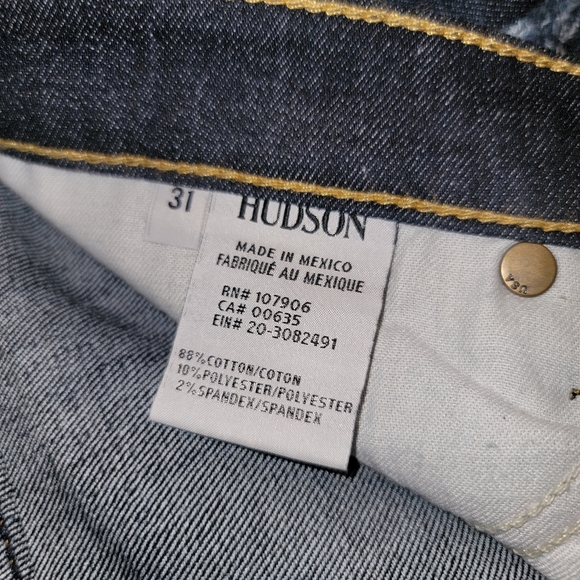 31
HUDSON
MADE IN MEXICO
FABRIQUÉ AU MEXIQUE
RN# 107906
CA# 00635
EIN# 20-3082491
88%COTTON/COTON
10%POLYESTER/POLYESTER
2%SPANDEX/SPANDEX
USA